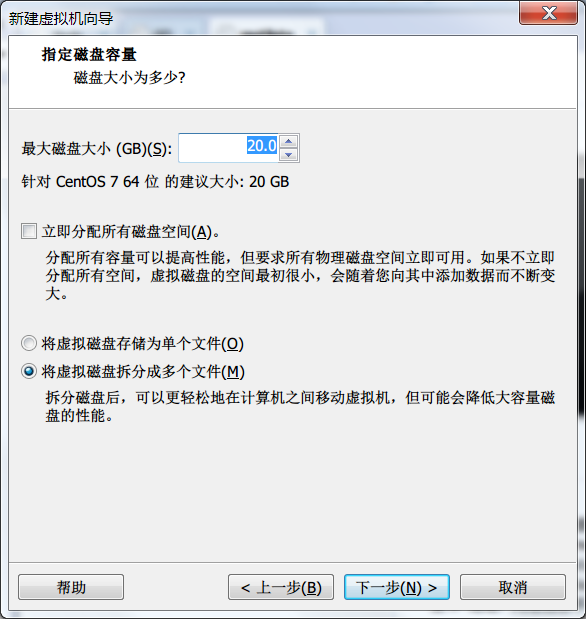 新建虚拟机向导
指定磁盘容量
磁盘大小为多少?
最大磁盘大小 (GB)(S): 20.0
针对 CentOS 7 64 位 的建议大小: 20 GB
立即分配所有磁盘空间(A)。
分配所有容量可以提高性能，但要求所有物理磁盘空间立即可用。如果不立即
分配所有空间，虚拟磁盘的空间最初很小，会随着您向其中添加数据而不断变
大。
将虚拟磁盘存储为单个文件(O)
将虚拟磁盘拆分成多个文件(M)
拆分磁盘后，可以更轻松地在计算机之间移动虚拟机，但可能会降低大容量磁
盘的性能。
帮助 < 上一步(B) 下一步(N) > 取消